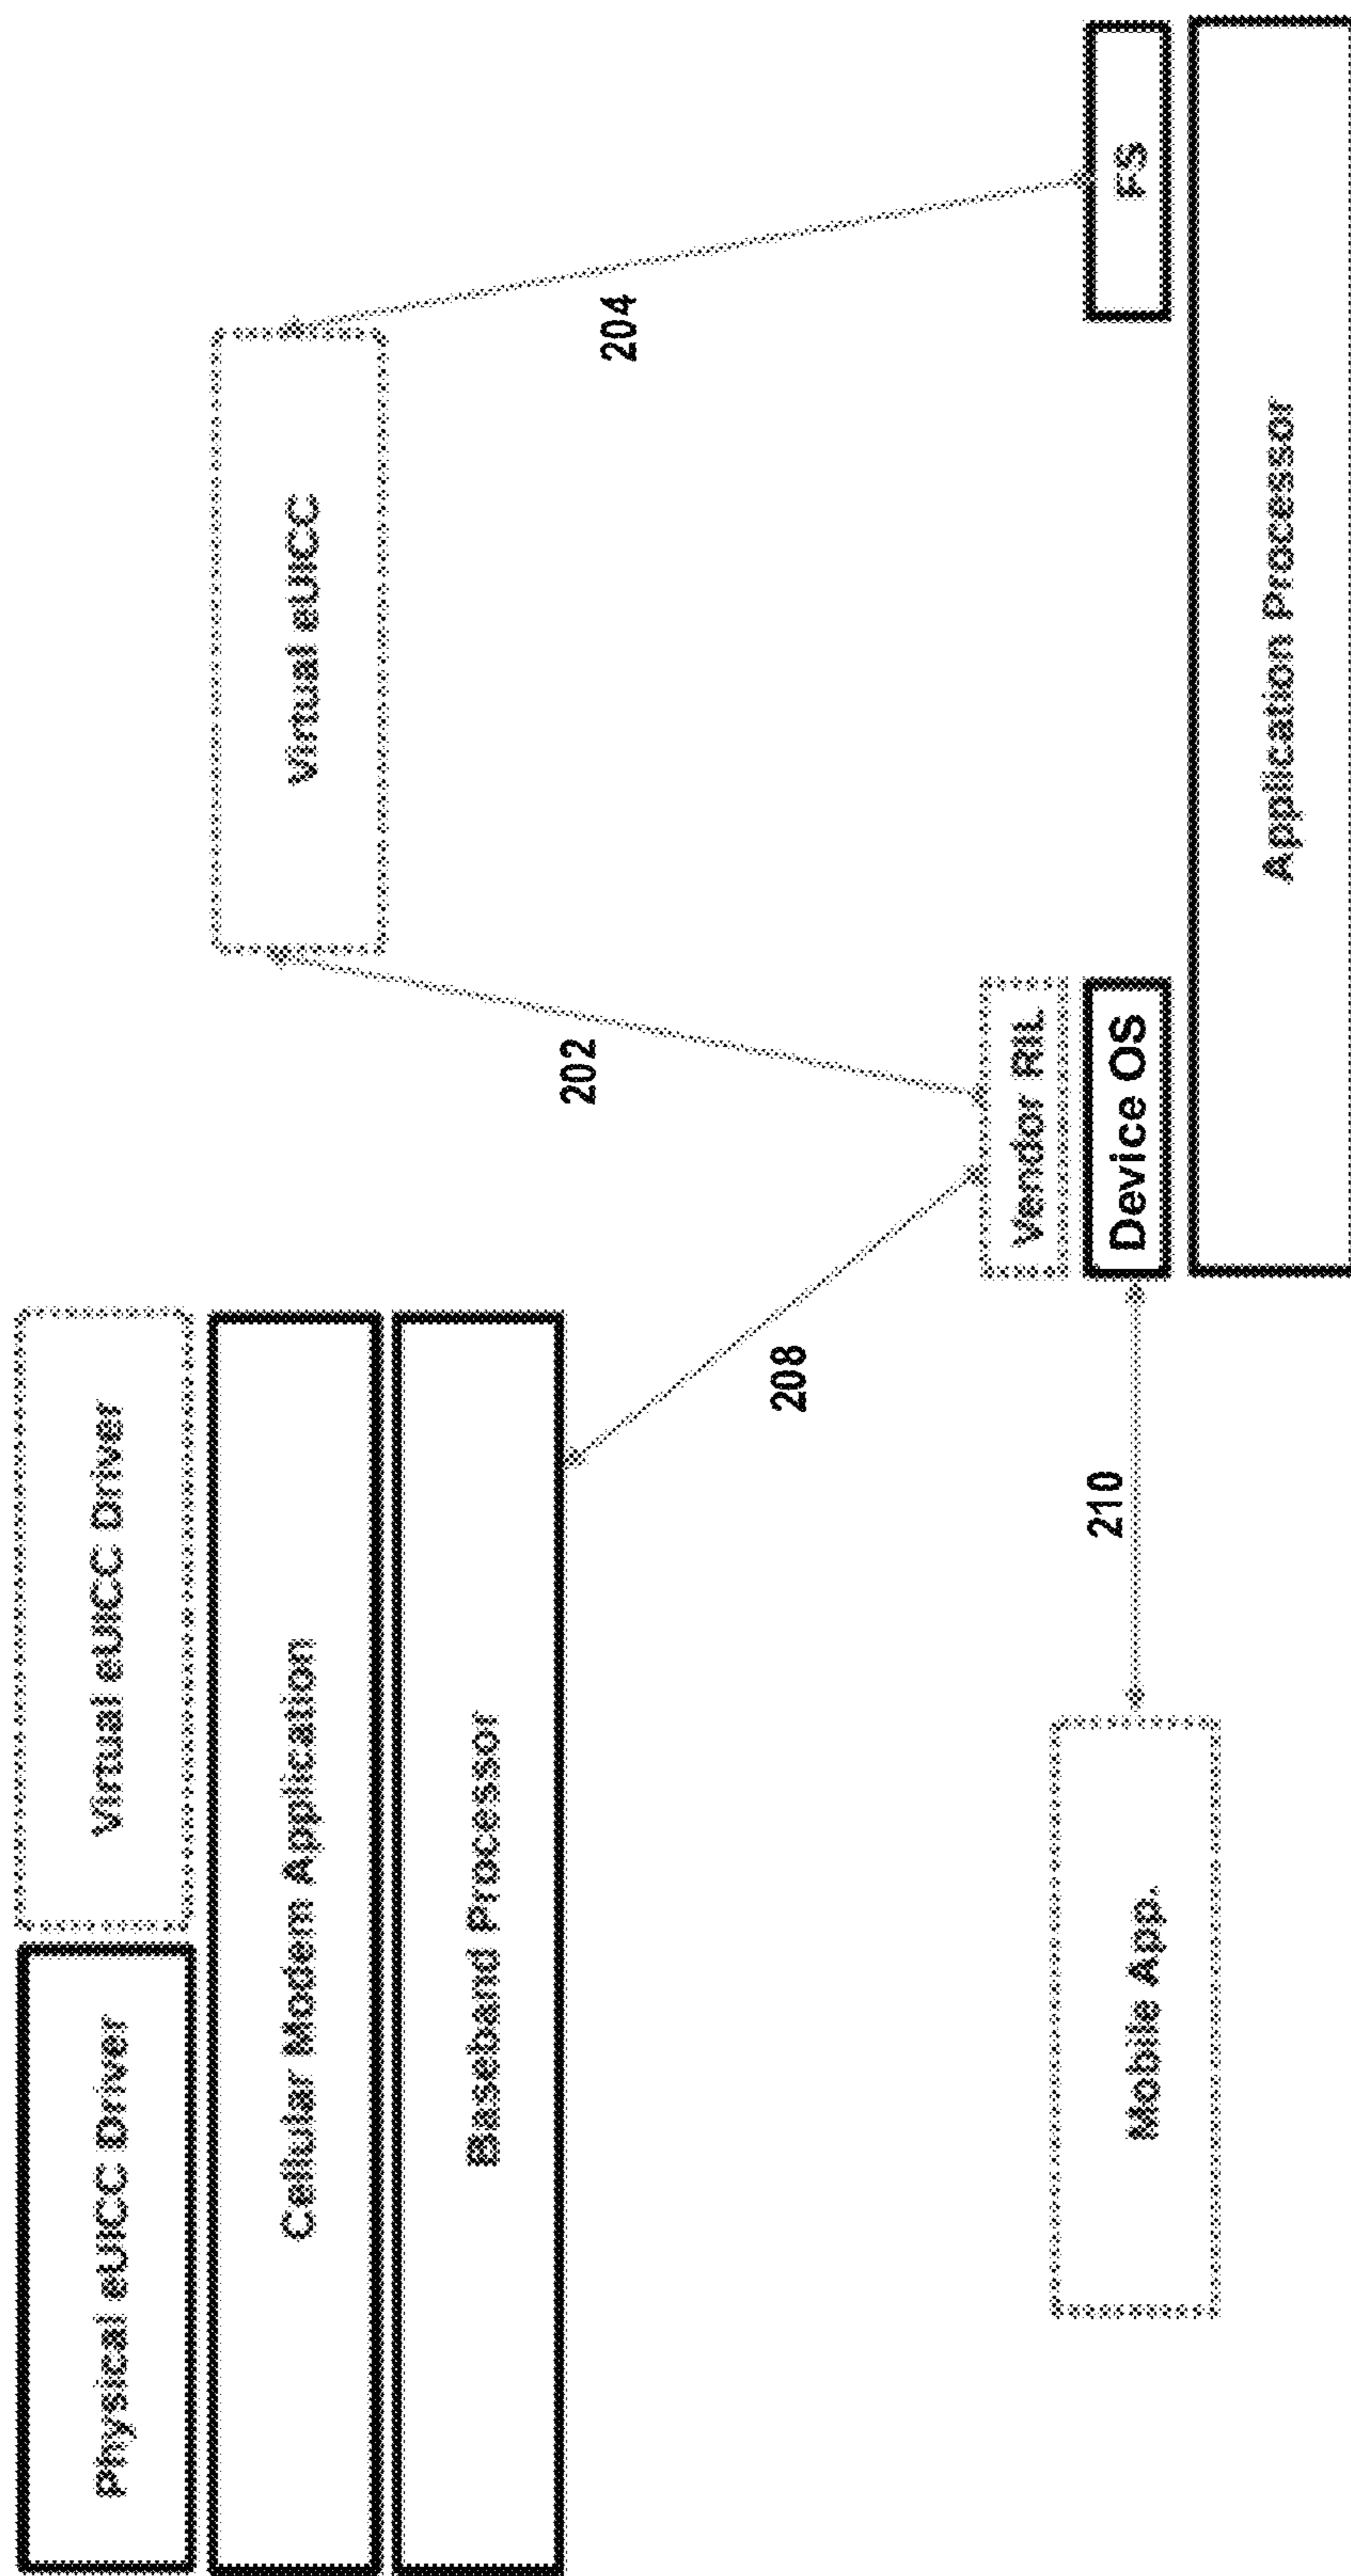 Physical eUICC Driver
Virtual eUICC Driver
Cellular Modem Application
Virtual eUICC
Baseband Processor
202
204
208
Vendor RIL
Mobile App.
210
Device OS
FS
Application Processor